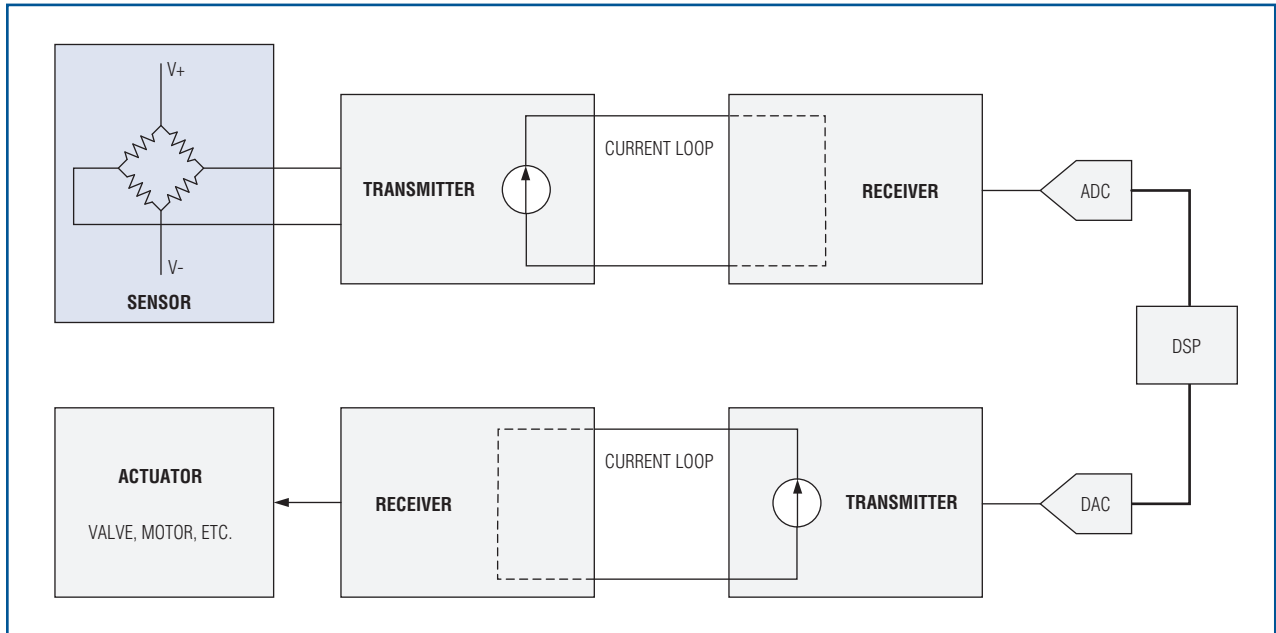 V+
V-
SENSOR
TRANSMITTER
CURRENT LOOP
RECEIVER
ADC
DSP
ACTUATOR
VALVE, MOTOR, ETC.
RECEIVER
CURRENT LOOP
TRANSMITTER
DAC